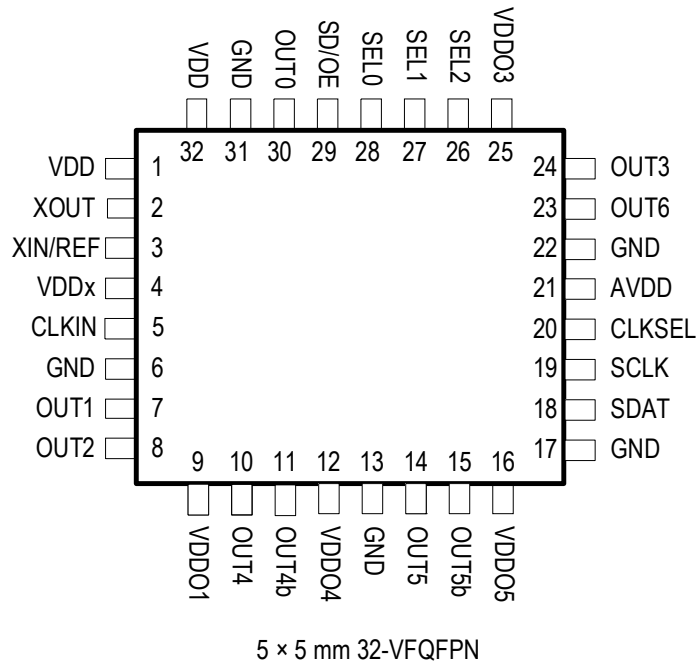 VDD GND OUT0 SD/OE SEL0 SEL1 SEL2 VDDO3
32 31 30 29 28 27 26 25
VDD 1 24 OUT3
XOUT 2 23 OUT6
XIN/REF 3 22 GND
VDDx 4 21 AVDD
CLKIN 5 20 CLKSEL
GND 6 19 SCLK
OUT1 7 18 SDAT
OUT2 8 17 GND
9 10 11 12 13 14 15 16
VDDO1 OUT4 OUT4b VDDO4 GND OUT5 OUT5b VDDO5
5 × 5 mm 32-VFQFPN